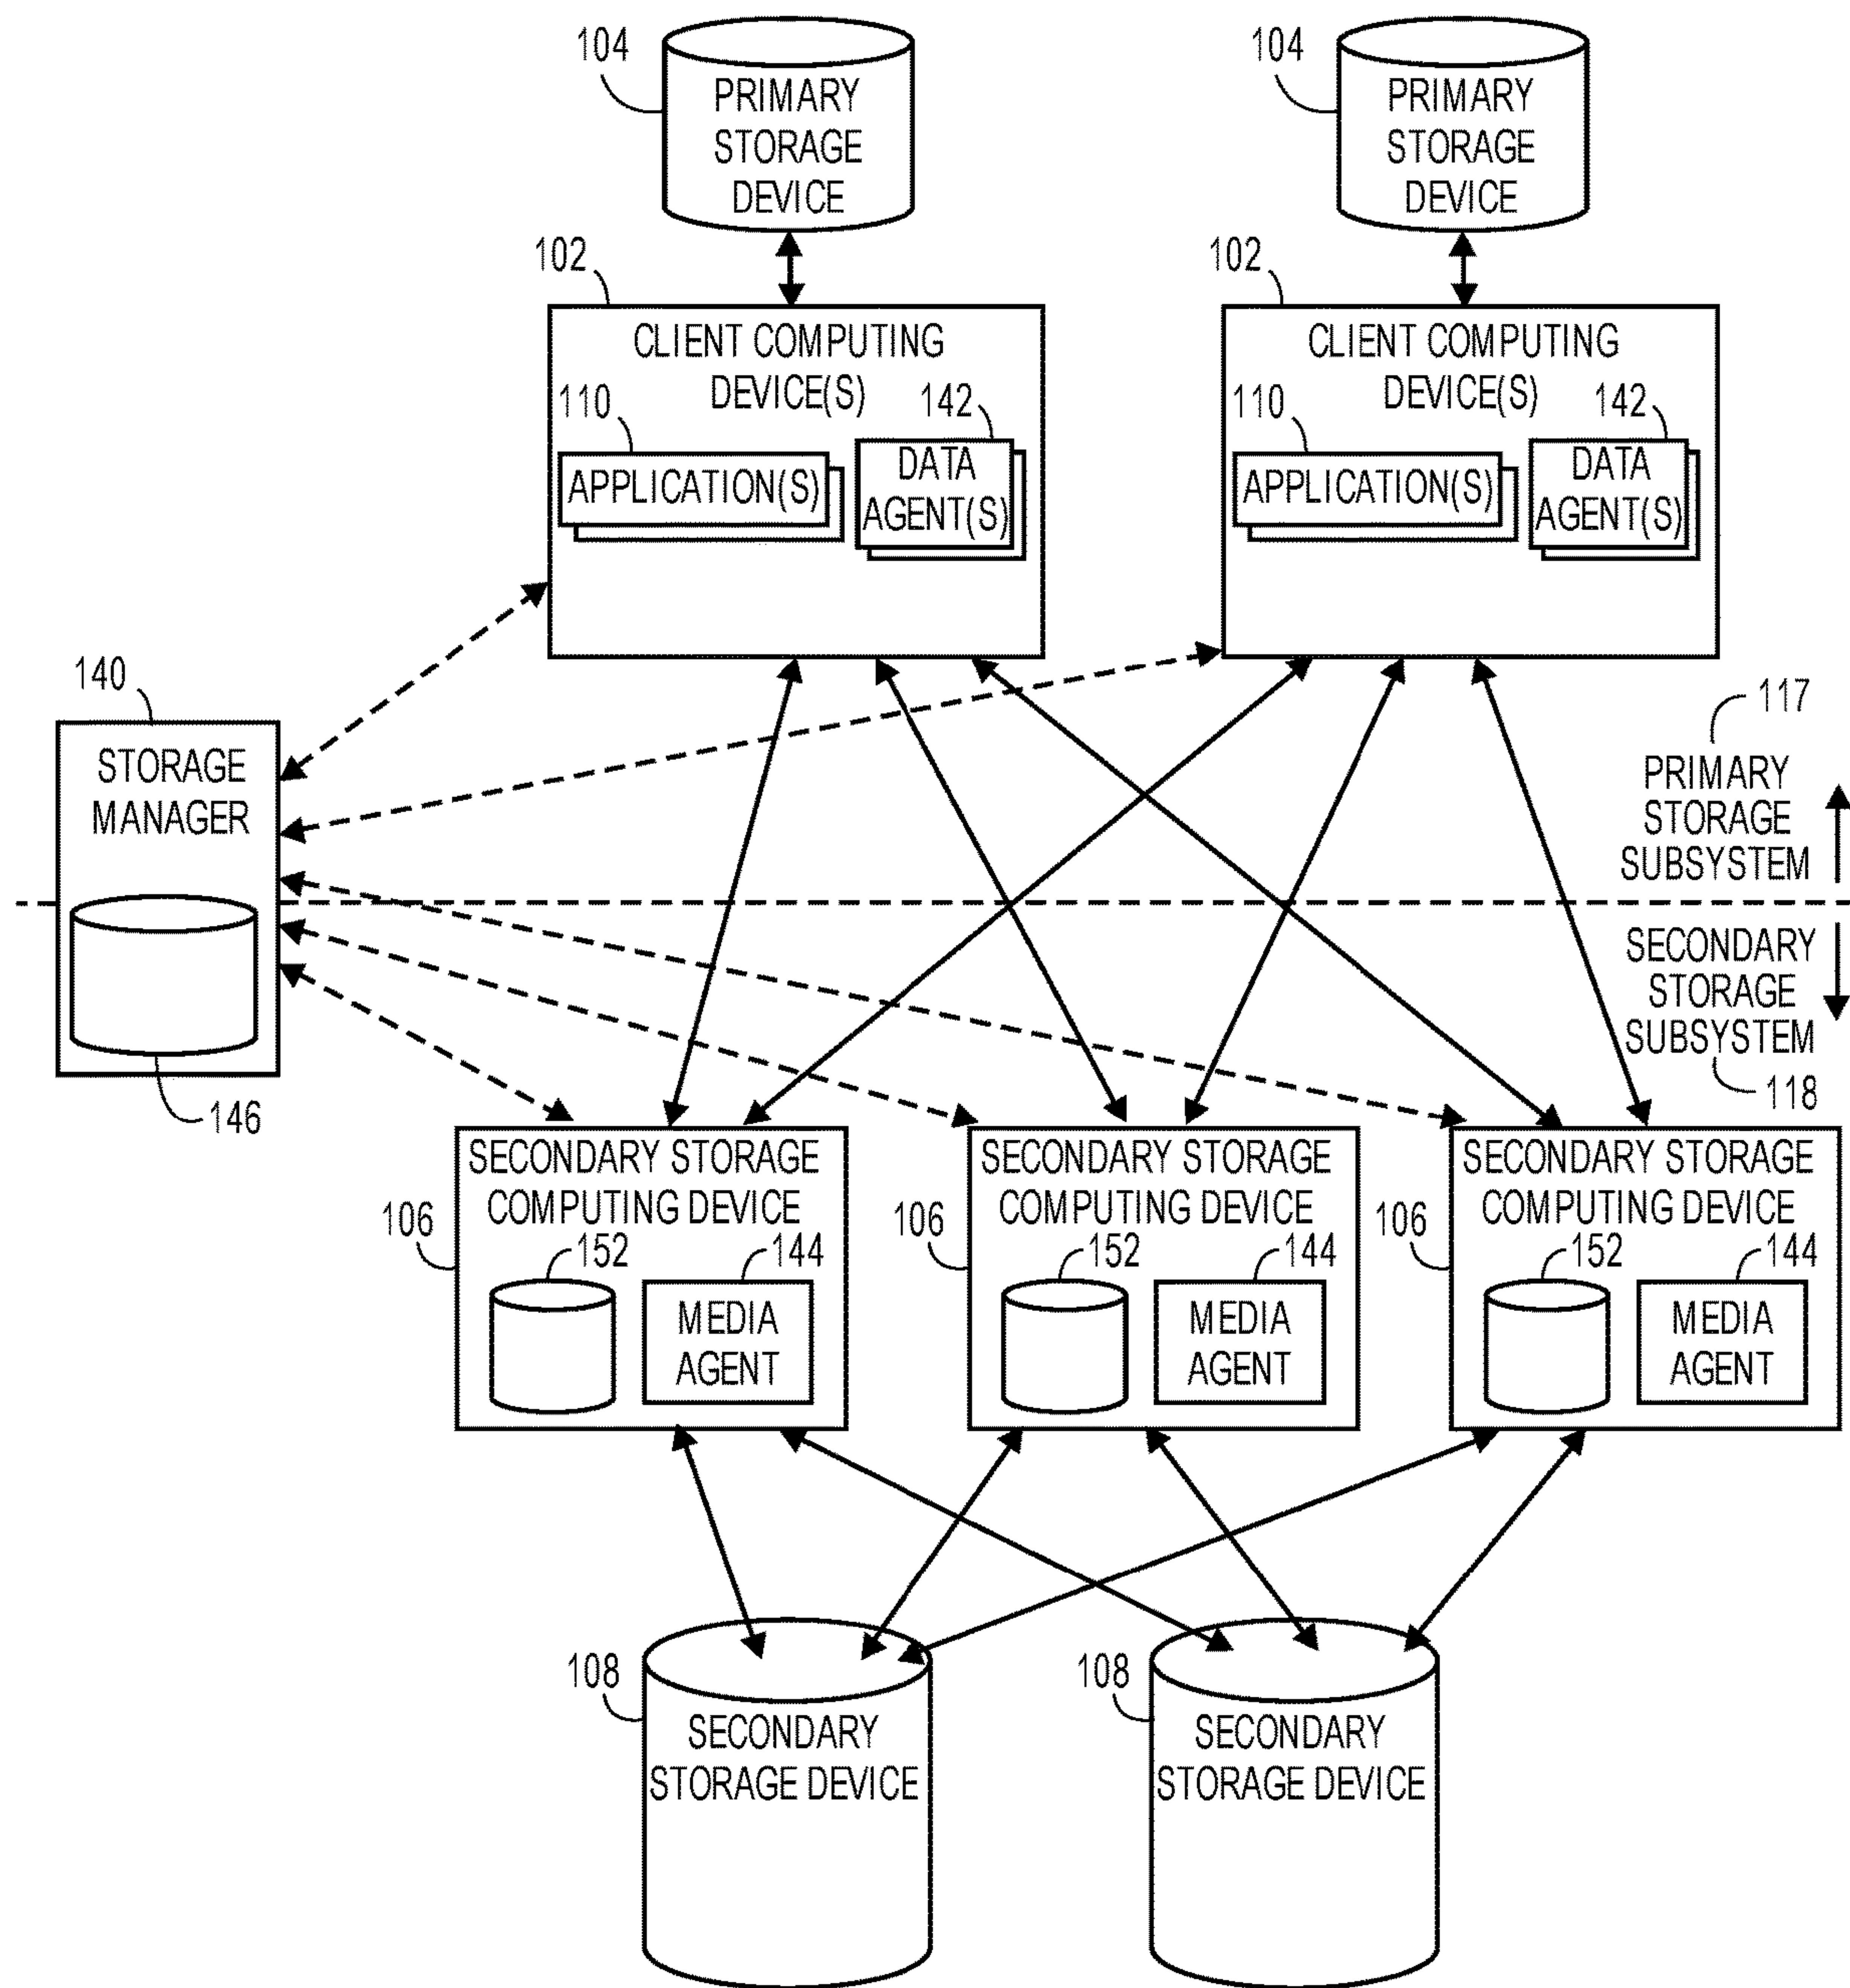 104
PRIMARY
STORAGE
DEVICE
104
PRIMARY
STORAGE
DEVICE
102
CLIENT COMPUTING
DEVICE(S)
110
142
APPLICATION(S)
DATA
AGENT(S)
102
CLIENT COMPUTING
DEVICE(S)
110
142
APPLICATION(S)
DATA
AGENT(S)
140
STORAGE
MANAGER
146
117
PRIMARY
STORAGE
SUBSYSTEM
SECONDARY
STORAGE
SUBSYSTEM
118
106
SECONDARY STORAGE
COMPUTING DEVICE
152
144
MEDIA
AGENT
106
SECONDARY STORAGE
COMPUTING DEVICE
152
144
MEDIA
AGENT
106
SECONDARY STORAGE
COMPUTING DEVICE
152
144
MEDIA
AGENT
108
SECONDARY
STORAGE DEVICE
108
SECONDARY
STORAGE DEVICE